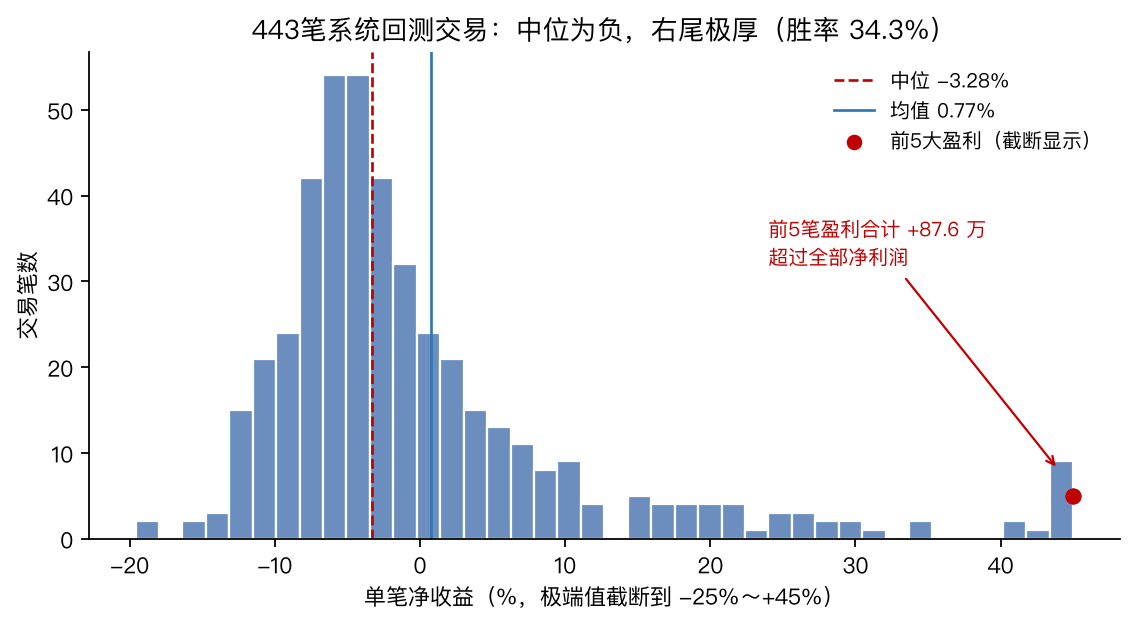 443笔系统回测交易：中位为负，右尾极厚（胜率 34.3%）
中位 −3.28%
均值 0.77%
前5大盈利（截断显示）
前5笔盈利合计 +87.6 万
超过全部净利润
交易笔数
50
40
30
20
10
0
−20
−10
0
10
20
30
40
单笔净收益（%，极端值截断到 −25%～+45%）